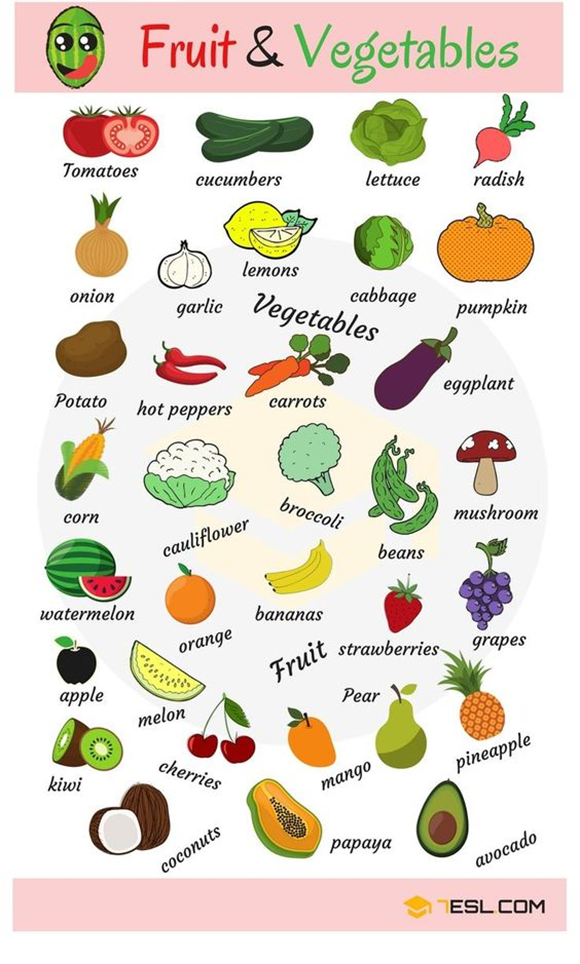 Fruit & Vegetables
Tomatoes
cucumbers
lettuce
radish
onion
garlic
lemons
cabbage
pumpkin
Vegetables
Potato
hot peppers
carrots
eggplant
corn
cauliflower
broccoli
beans
mushroom
watermelon
orange
bananas
strawberries
grapes
Fruit
apple
melon
Pear
pineapple
kiwi
cherries
mango
coconuts
papaya
avocado
7ESL.COM